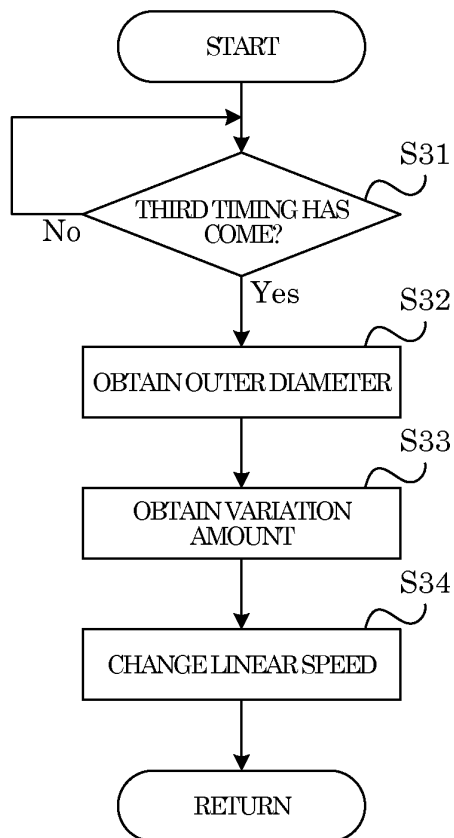 START
S31
THIRD TIMING HAS
COME?
No
Yes
S32
OBTAIN OUTER DIAMETER
S33
OBTAIN VARIATION
AMOUNT
S34
CHANGE LINEAR SPEED
RETURN